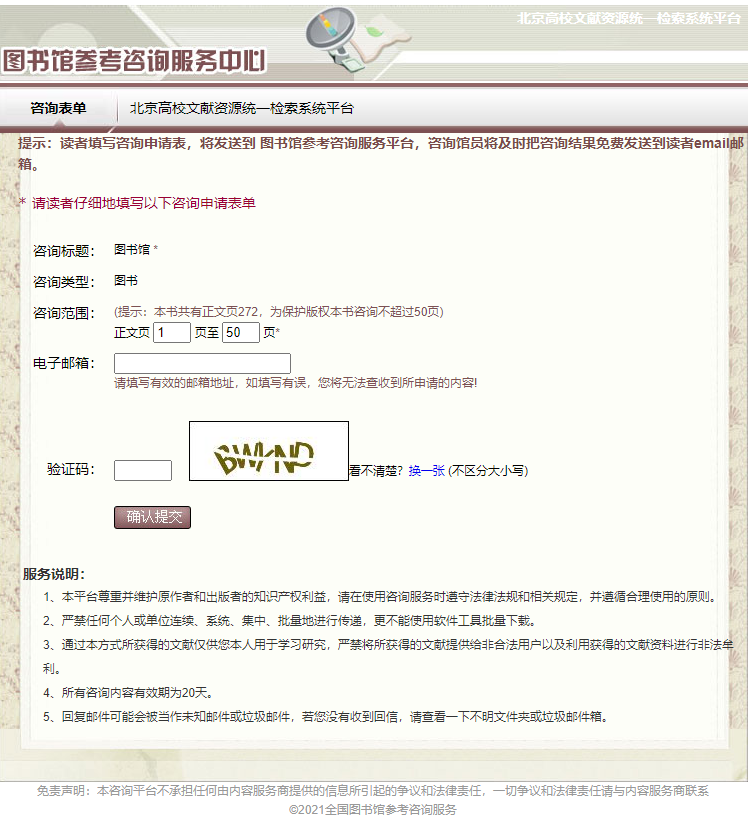 北京高校文献资源统一检索系统平台
图书馆参考咨询服务中心
咨询表单 北京高校文献资源统一检索系统平台
提示：读者填写咨询申请表，将发送到 图书馆参考咨询服务平台，咨询馆员将及时把咨询结果免费发送到读者email邮
箱。
* 请读者仔细地填写以下咨询申请表单
咨询标题： 图书馆 *
咨询类型： 图书
咨询范围： (提示：本书共有正文页272，为保护版权本书咨询不超过50页)
正文页 1 页至 50 页*
电子邮箱：
请填写有效的邮箱地址，如填写有误，您将无法查收到所申请的内容!
验证码： 看不清楚？换一张 (不区分大小写)
确认提交
服务说明：
1、本平台尊重并维护原作者和出版者的知识产权利益，请在使用咨询服务时遵守法律法规和相关规定，并遵循合理使用的原则。
2、严禁任何个人或单位连续、系统、集中、批量地进行传递，更不能使用软件工具批量下载。
3、通过本方式所获得的文献仅供您本人用于学习研究，严禁将所获得的文献提供给非合法用户以及利用获得的文献资料进行非法牟
利。
4、所有咨询内容有效期为20天。
5、回复邮件可能会被当作未知邮件或垃圾邮件，若您没有收到回信，请查看一下不明文件夹或垃圾邮件箱。
免责声明：本咨询平台不承担任何由内容服务商提供的信息所引起的争议和法律责任，一切争议和法律责任请与内容服务商联系
©2021全国图书馆参考咨询服务